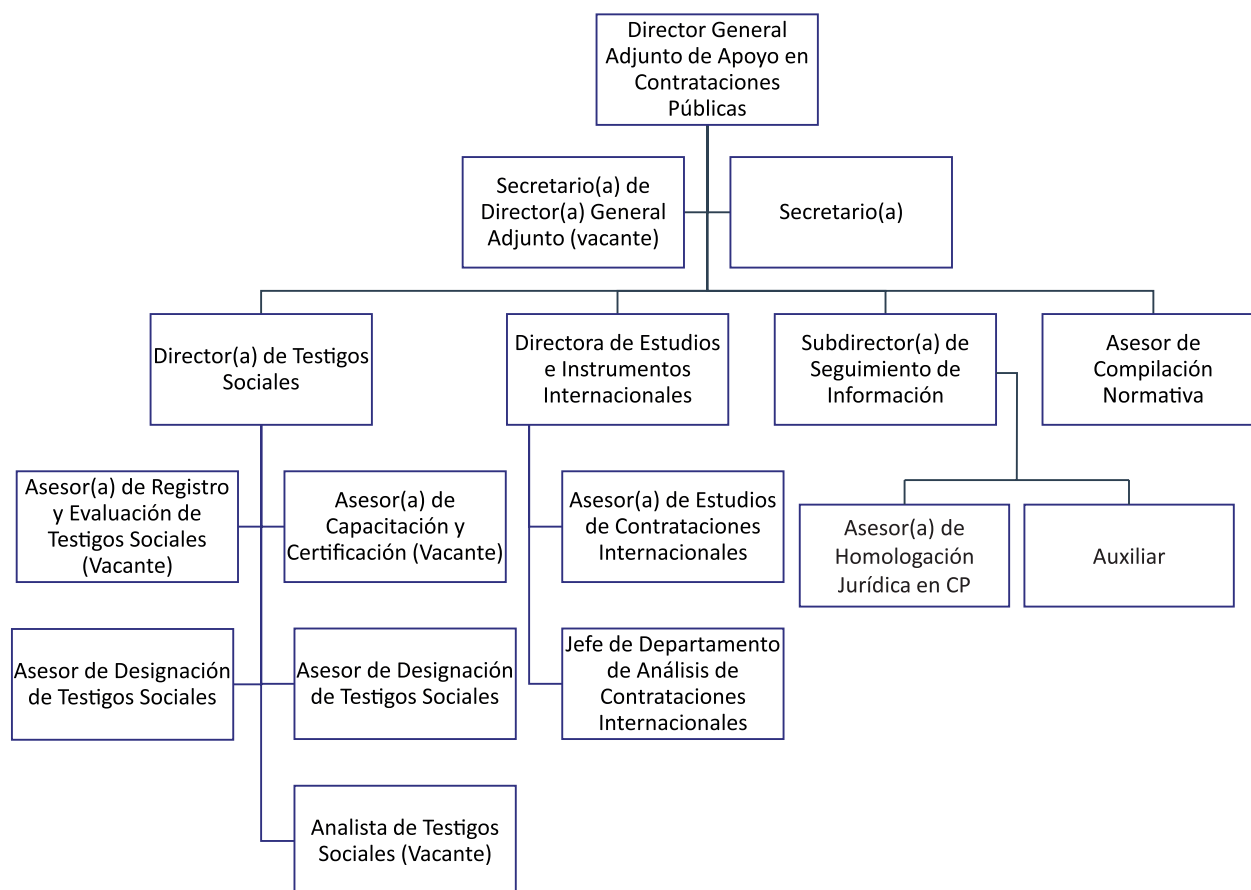 Director General
Adjunto de Apoyo en
Contrataciones
Públicas
Secretario(a) de
Director(a) General
Adjunto (vacante)
Secretario(a)
Director(a) de Testigos
Sociales
Directora de Estudios
e Instrumentos
Internacionales
Subdirector(a) de
Seguimiento de
Información
Asesor de
Compilación
Normativa
Asesor(a) de Registro
y Evaluación de
Testigos Sociales
(Vacante)
Asesor(a) de
Capacitación y
Certificación (Vacante)
Asesor(a) de Estudios
de Contrataciones
Internacionales
Asesor(a) de
Homologación
Jurídica en CP
Auxiliar
Asesor de Designación
de Testigos Sociales
Asesor de Designación
de Testigos Sociales
Jefe de Departamento
de Análisis de
Contrataciones
Internacionales
Analista de Testigos
Sociales (Vacante)